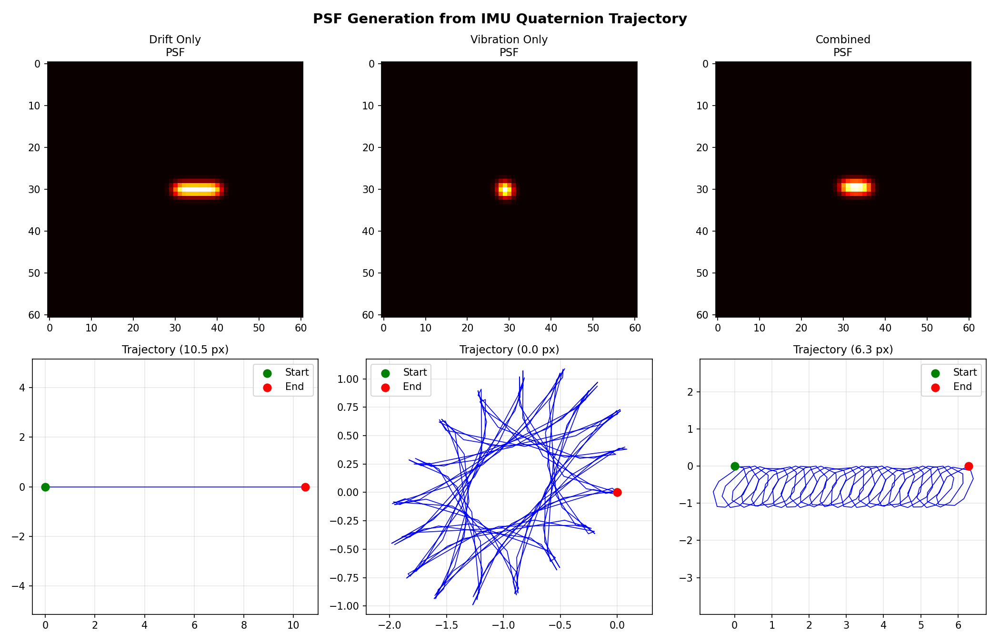 PSF Generation from IMU Quaternion Trajectory
Drift Only
PSF
Vibration Only
PSF
Combined
PSF
0
10
20
30
40
50
60
0 10 20 30 40 50 60
0
10
20
30
40
50
60
0 10 20 30 40 50 60
0
10
20
30
40
50
60
0 10 20 30 40 50 60
Trajectory (10.5 px)
Start
End
4
2
0
−2
−4
0 2 4 6 8 10
Trajectory (0.0 px)
Start
End
1.00
0.75
0.50
0.25
0.00
−0.25
−0.50
−0.75
−1.00
−2.0 −1.5 −1.0 −0.5 0.0
Trajectory (6.3 px)
Start
End
2
1
0
−1
−2
−3
0 1 2 3 4 5 6